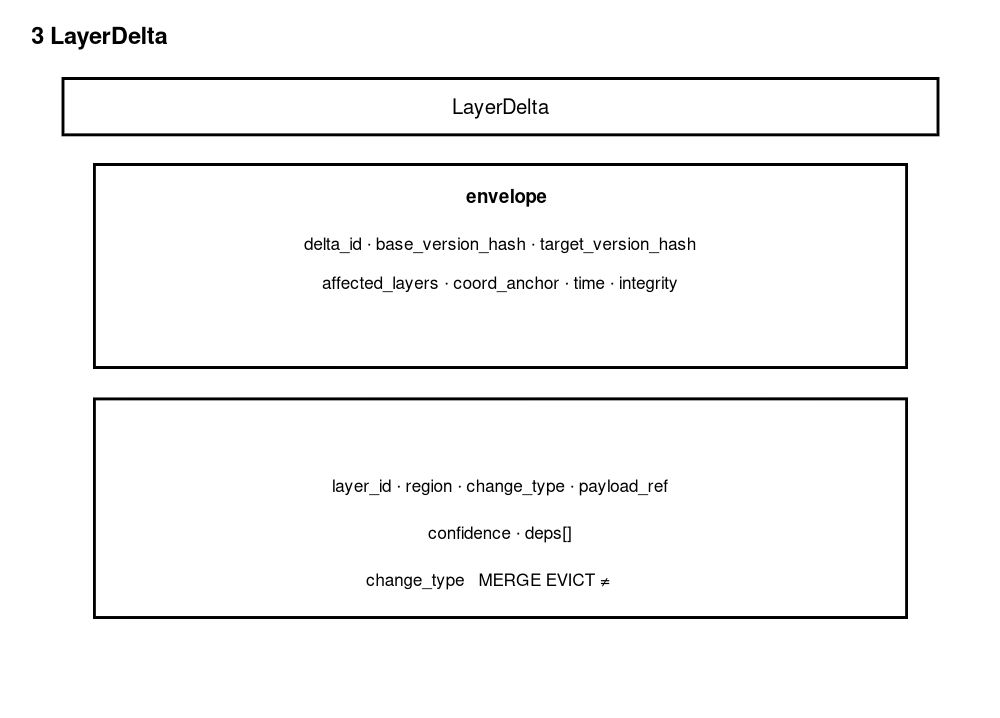 3 LayerDelta
LayerDelta
envelope
delta_id · base_version_hash · target_version_hash
affected_layers · coord_anchor · time · integrity
layer_id · region · change_type · payload_ref
confidence · deps[]
change_type MERGE EVICT ≠